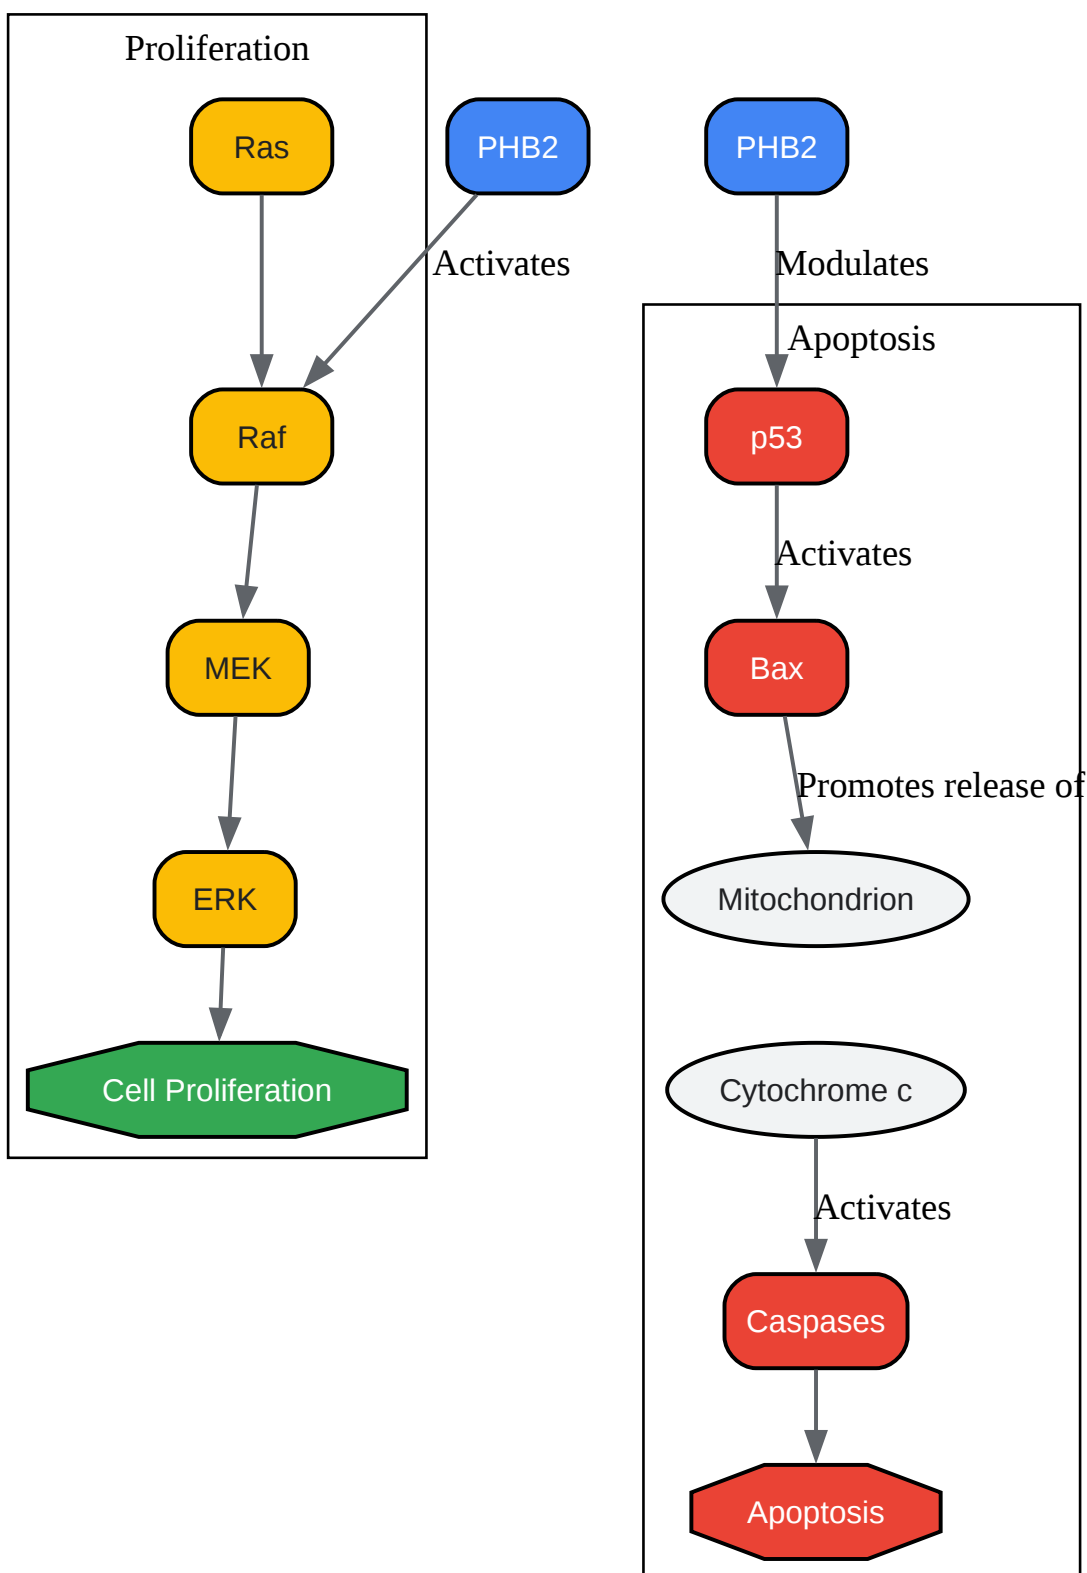 Proliferation
Ras
PHB2
PHB2
Activates
Modulates
Apoptosis
Raf
p53
Activates
MEK
Bax
Promotes release of
ERK
Mitochondrion
Cell Proliferation
Cytochrome c
Activates
Caspases
Apoptosis